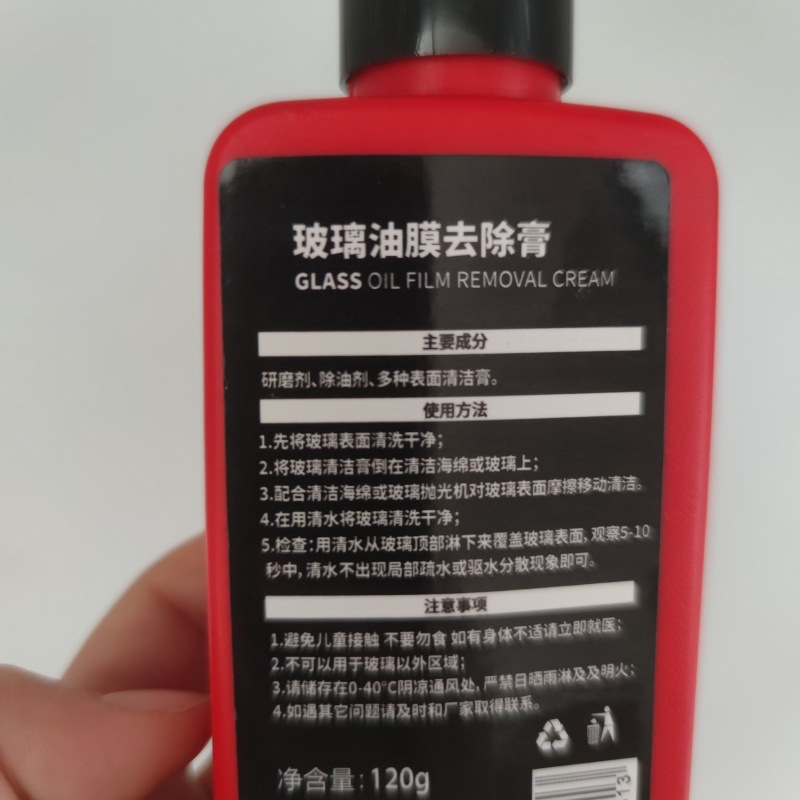 玻璃油膜去除膏
GLASS OIL FILM REMOVAL CREAM
主要成分
研磨剂、除油剂、多种表面清洁膏。
使用方法
1.先将玻璃表面清洗干净；
2.将玻璃清洁膏倒在清洁海绵或玻璃上；
3.配合清洁海绵或玻璃抛光机对玻璃表面摩擦移动清洁。
4.在用清水将玻璃清洗干净；
5.检查：用清水从玻璃顶部淋下来覆盖玻璃表面，观察5-10
秒中，清水不出现局部疏水或驱水分散现象即可。
注意事项
1.避免儿童接触 不要勿食 如有身体不适请立即就医；
2.不可以用于玻璃以外区域；
3.请储存在0-40℃阴凉通风处，严禁日晒雨淋及及明火；
4.如遇其它问题请及时和厂家取得联系。
净含量：120g
13